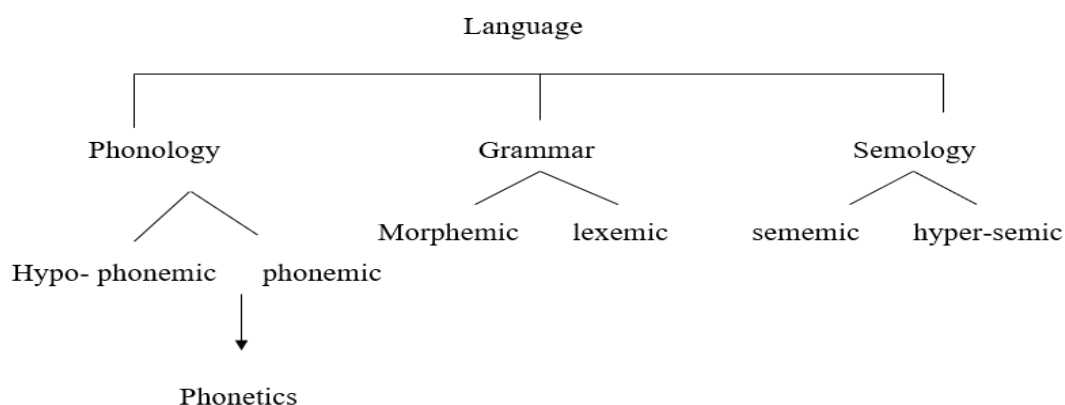 Language
Phonology Grammar Semology
Morphemic lexemic sememic hyper-semic
Hypo- phonemic phonemic
Phonetics